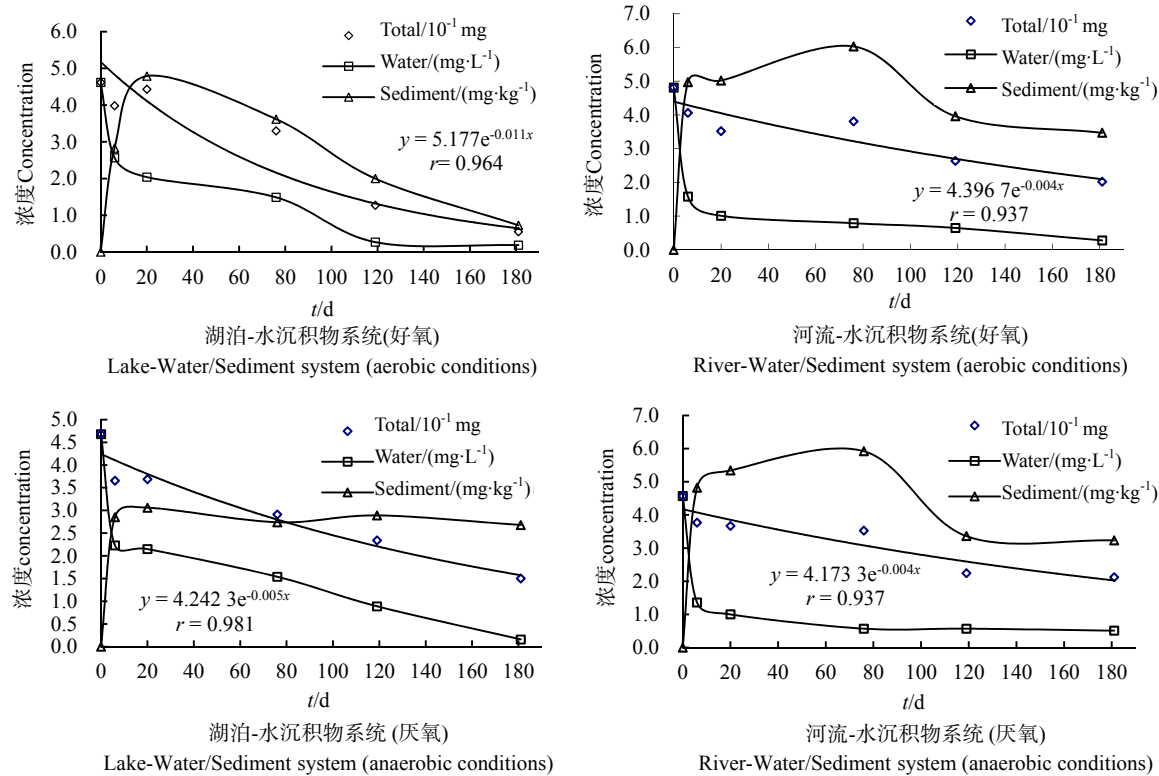 6.0
5.0
4.0
3.0
2.0
1.0
0.0
浓度Concentration
Total/10⁻¹ mg
Water/(mg·L⁻¹)
Sediment/(mg·kg⁻¹)
y = 5.177e⁻⁰·⁰¹¹ˣ
r= 0.964
0 20 40 60 80 100 120 140 160 180
t/d
湖泊-水沉积物系统(好氧)
Lake-Water/Sediment system (aerobic conditions)
7.0
6.0
5.0
4.0
3.0
2.0
1.0
0.0
浓度Concentration
Total/10⁻¹ mg
Water/(mg·L⁻¹)
Sediment/(mg·kg⁻¹)
y = 4.396 7e⁻⁰·⁰⁰⁴ˣ
r = 0.937
0 20 40 60 80 100 120 140 160 180
t/d
河流-水沉积物系统(好氧)
River-Water/Sediment system (aerobic conditions)
5.0
4.5
4.0
3.5
3.0
2.5
2.0
1.5
1.0
0.5
0.0
浓度concentration
Total/10⁻¹ mg
Water/(mg·L⁻¹)
Sediment/(mg·kg⁻¹)
y = 4.242 3e⁻⁰·⁰⁰⁵ˣ
r = 0.981
0 20 40 60 80 100 120 140 160 180
t/d
湖泊-水沉积物系统 (厌氧)
Lake-Water/Sediment system (anaerobic conditions)
7.0
6.0
5.0
4.0
3.0
2.0
1.0
0.0
浓度concentration
Total/10⁻¹ mg
Water/(mg·L⁻¹)
Sediment/(mg·kg⁻¹)
y = 4.173 3e⁻⁰·⁰⁰⁴ˣ
r = 0.937
0 20 40 60 80 100 120 140 160 180
t/d
河流-水沉积物系统 (厌氧)
River-Water/Sediment system (anaerobic conditions)